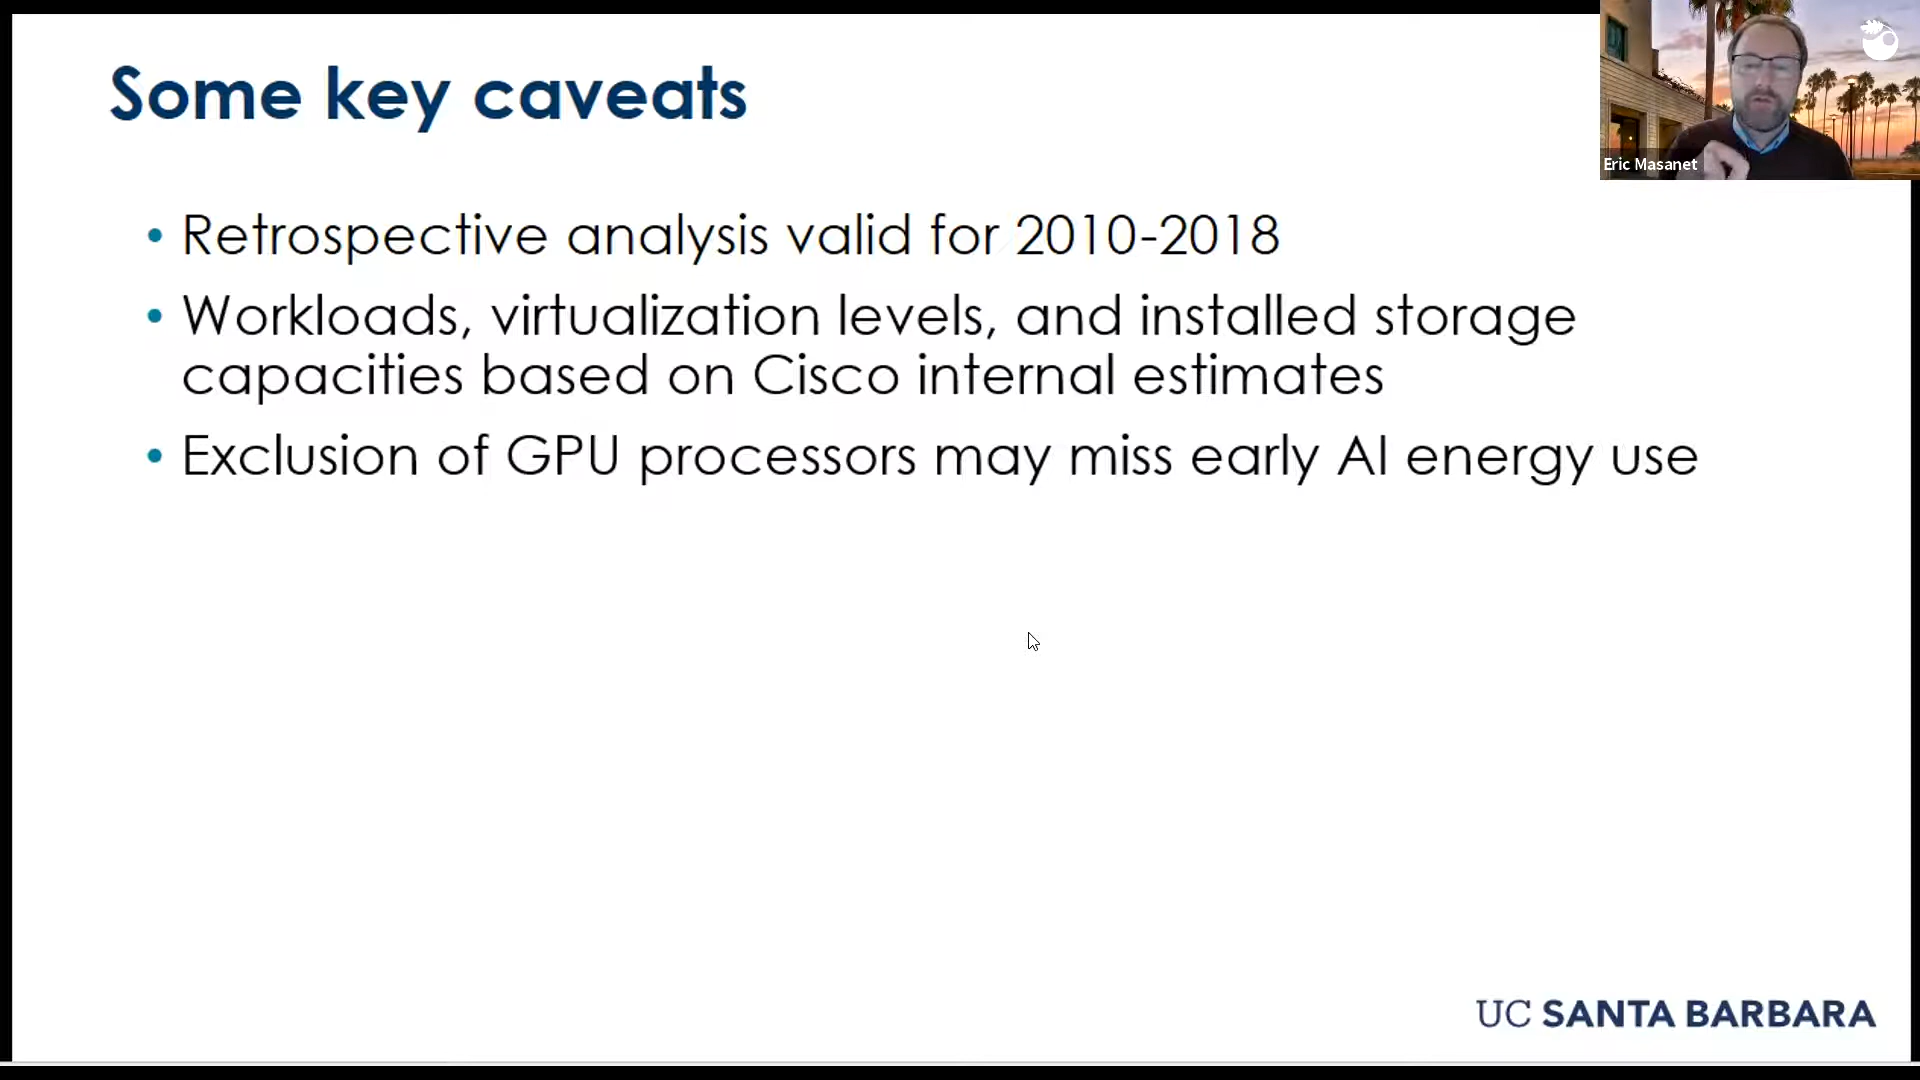 Some key caveats
Eric Masanet
• Retrospective analysis valid for 2010-2018
• Workloads, virtualization levels, and installed storage
capacities based on Cisco internal estimates
• Exclusion of GPU processors may miss early AI energy use
UC SANTA BARBARA